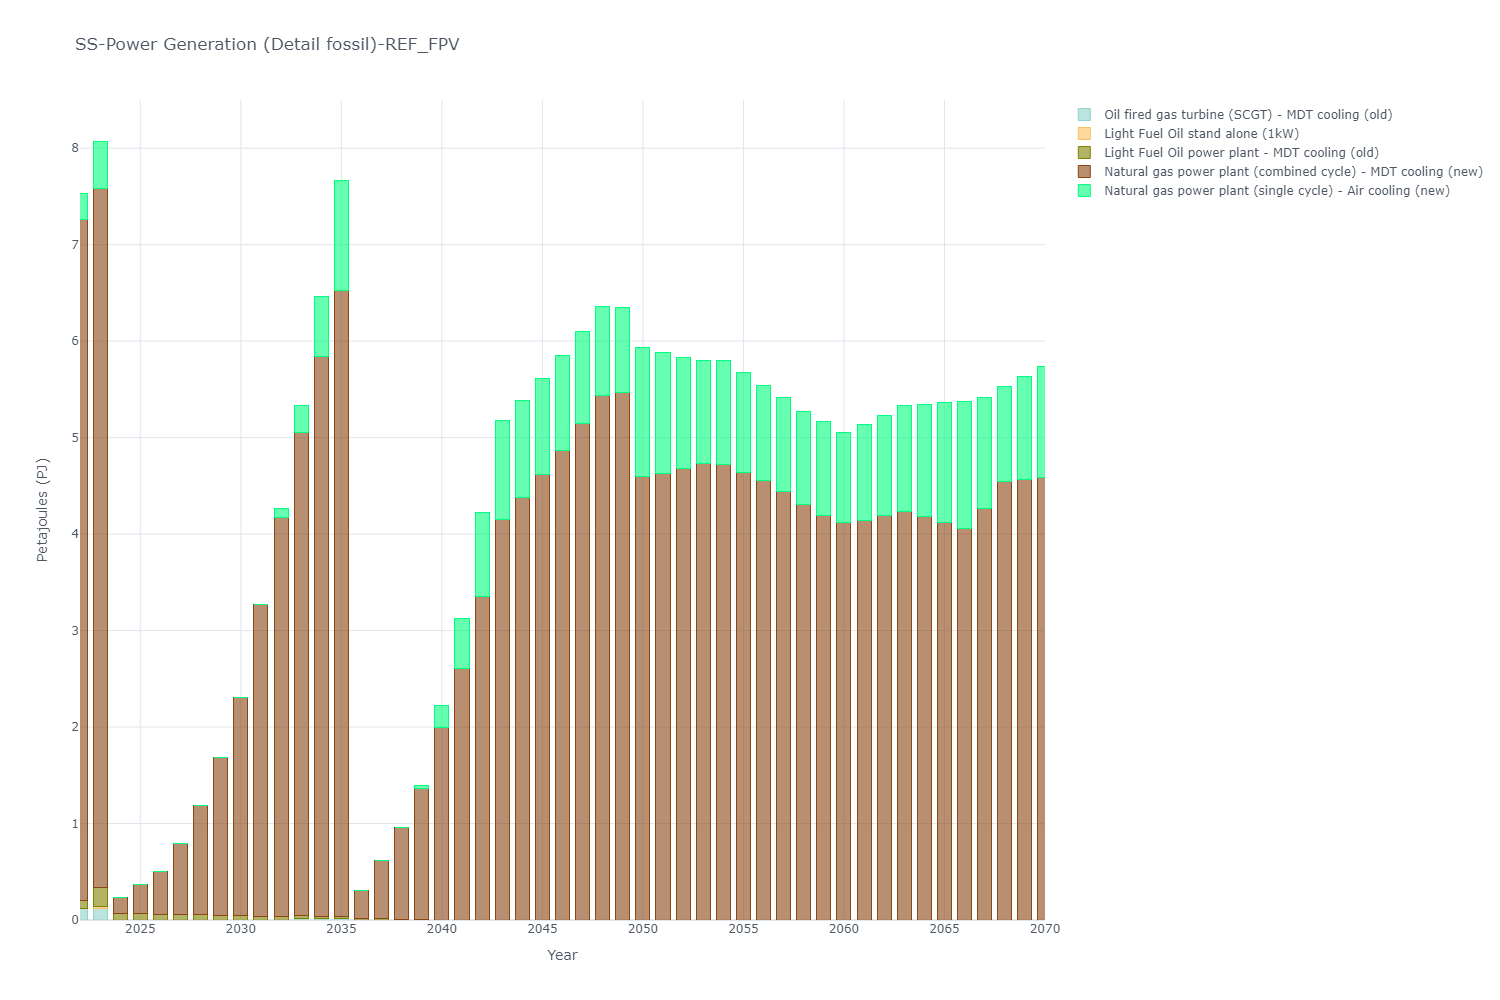 SS-Power Generation (Detail fossil)-REF_FPV
Oil fired gas turbine (SCGT) - MDT cooling (old)
Light Fuel Oil stand alone (1kW)
Light Fuel Oil power plant - MDT cooling (old)
Natural gas power plant (combined cycle) - MDT cooling (new)
Natural gas power plant (single cycle) - Air cooling (new)
8
7
6
5
4
3
2
1
0
Petajoules (PJ)
2025 2030 2035 2040 2045 2050 2055 2060 2065 2070
Year